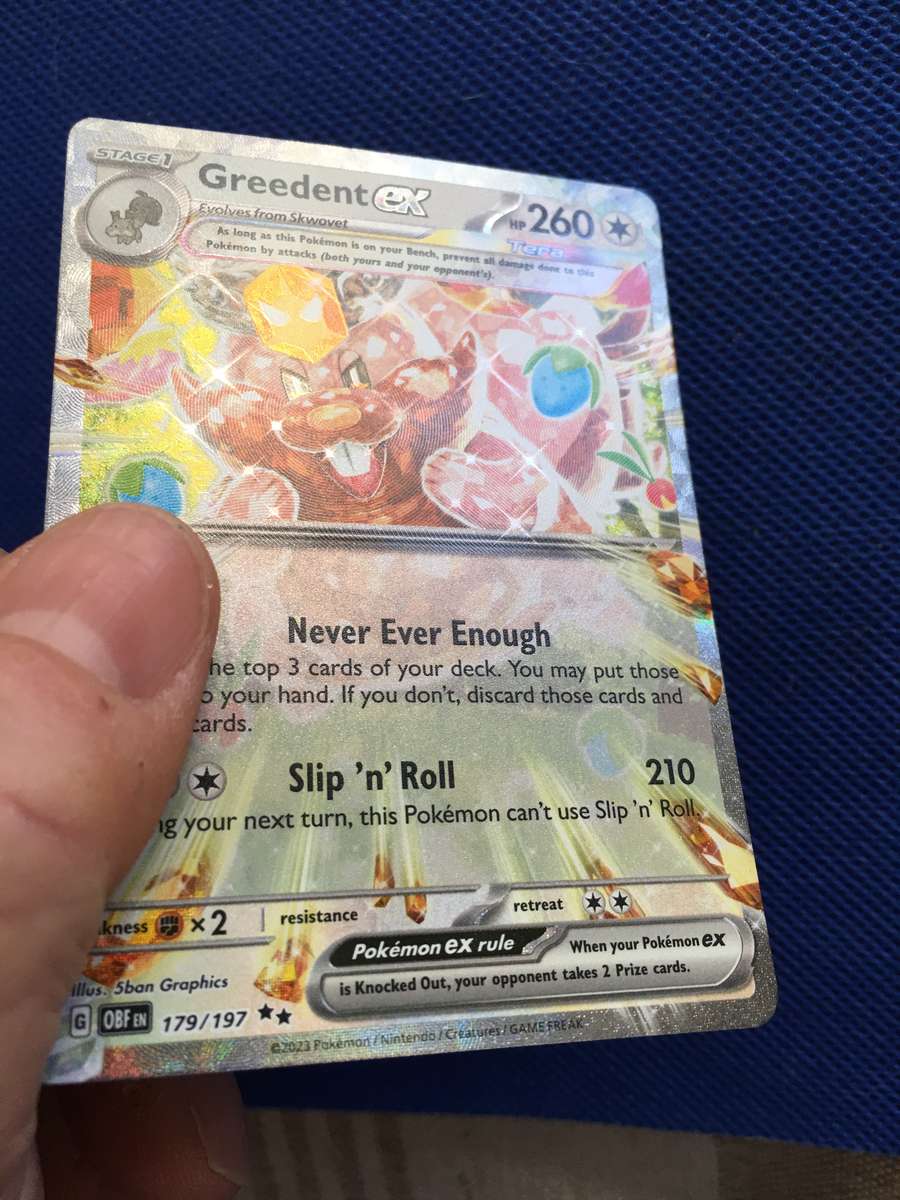 STAGE 1
Greedent ex
HP 260
Evolves from Skwovet
Tera
As long as this Pokémon is on your Bench, prevent all damage done to this
Pokémon by attacks (both yours and your opponent's).
Never Ever Enough
he top 3 cards of your deck. You may put those
o your hand. If you don't, discard those cards and
cards.
Slip 'n' Roll 210
ng your next turn, this Pokémon can't use Slip 'n' Roll.
kness ×2 resistance retreat
Pokémon ex rule When your Pokémon ex
is Knocked Out, your opponent takes 2 Prize cards.
Illus. 5ban Graphics
G OBF EN 179/197
©2023 Pokémon / Nintendo / Creatures / GAME FREAK